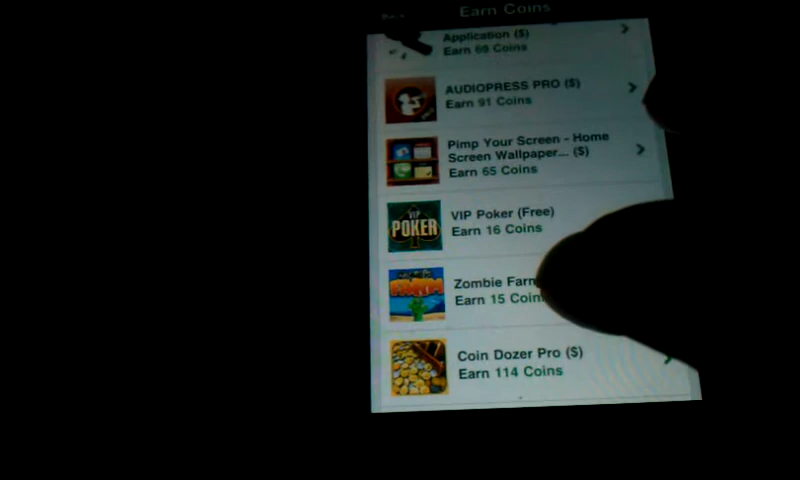 Earn Coins
Application ($)
Earn 69 Coins
AUDIOPRESS PRO ($)
Earn 91 Coins
Pimp Your Screen - Home
Screen Wallpaper... ($)
Earn 65 Coins
VIP
POKER
VIP Poker (Free)
Earn 16 Coins
FARM
Zombie Farm
Earn 15 Coins
Coin Dozer Pro ($)
Earn 114 Coins